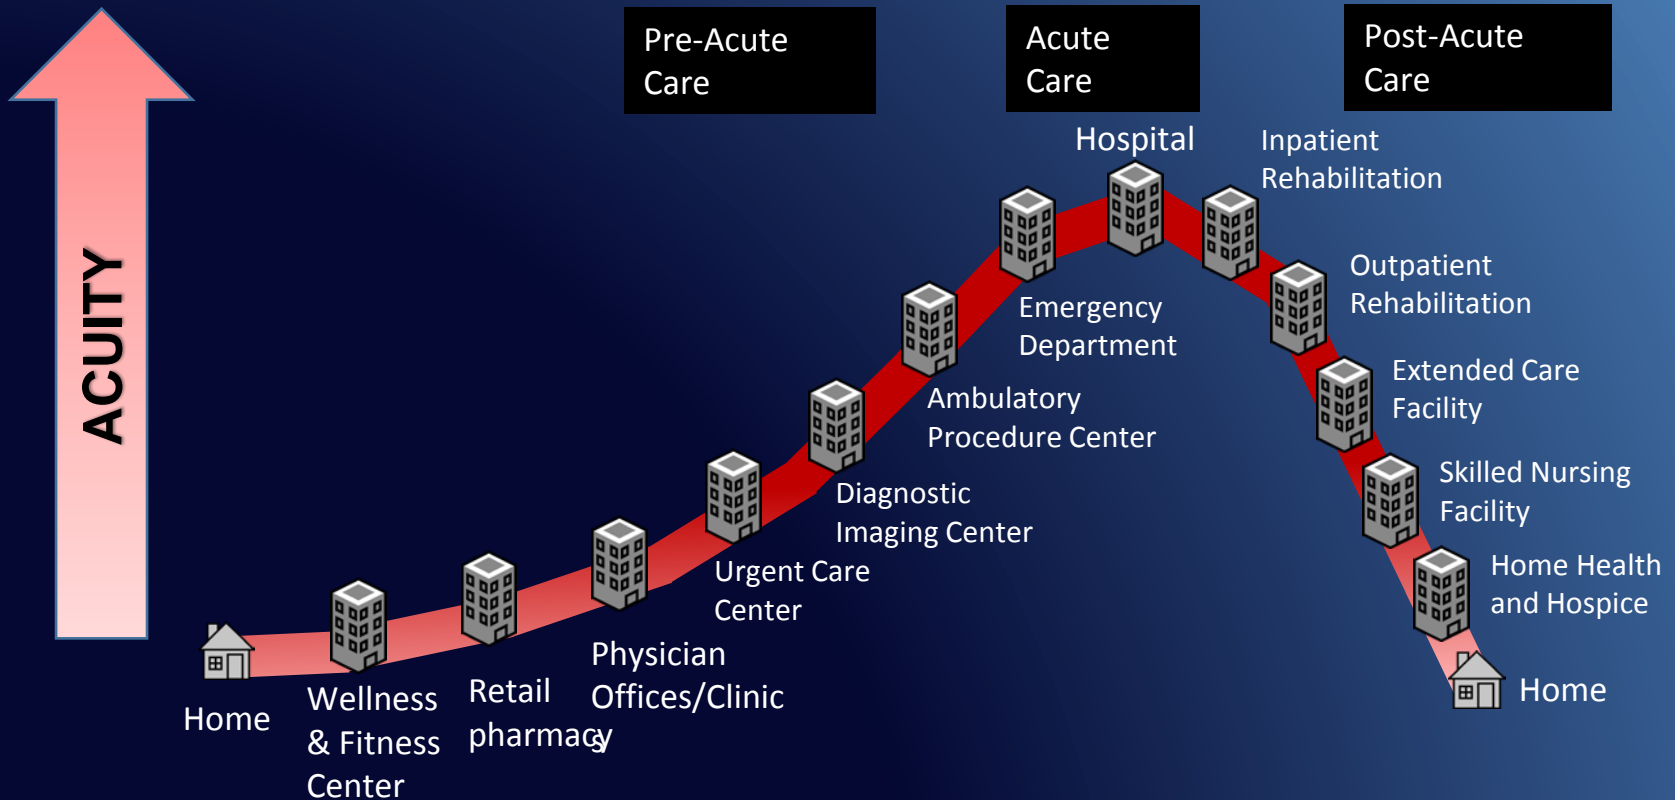 Pre-Acute
Care
Acute
Care
Post-Acute
Care
ACUITY
Hospital
Inpatient
Rehabilitation
Outpatient
Rehabilitation
Emergency
Department
Extended Care
Facility
Ambulatory
Procedure Center
Skilled Nursing
Facility
Diagnostic
Imaging Center
Home Health
and Hospice
Urgent Care
Center
Physician
Offices/Clinic
s
Retail
pharmacy
Wellness
& Fitness
Center
Home
Home